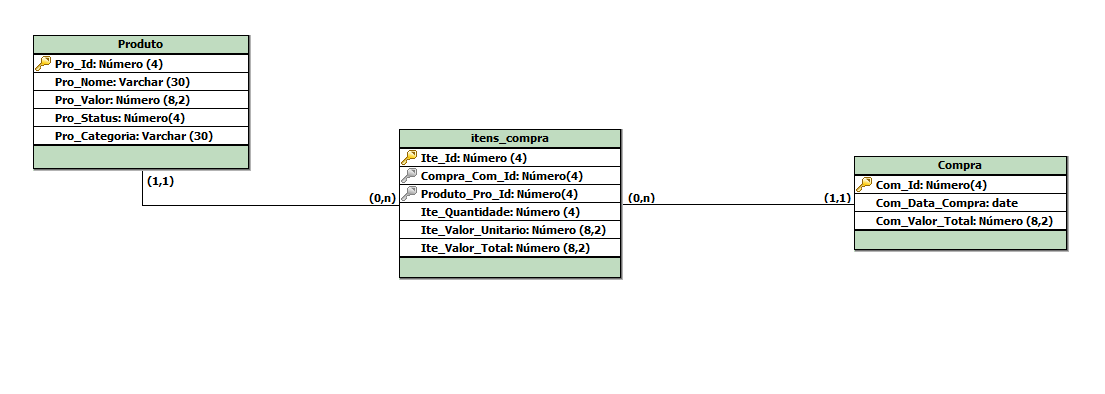 Produto
Pro_Id: Número (4)
Pro_Nome: Varchar (30)
Pro_Valor: Número (8,2)
Pro_Status: Número(4)
Pro_Categoria: Varchar (30)
(1,1)
(0,n)
itens_compra
Ite_Id: Número (4)
Compra_Com_Id: Número(4)
Produto_Pro_Id: Número(4)
Ite_Quantidade: Número (4)
Ite_Valor_Unitario: Número (8,2)
Ite_Valor_Total: Número (8,2)
(0,n)
(1,1)
Compra
Com_Id: Número(4)
Com_Data_Compra: date
Com_Valor_Total: Número (8,2)